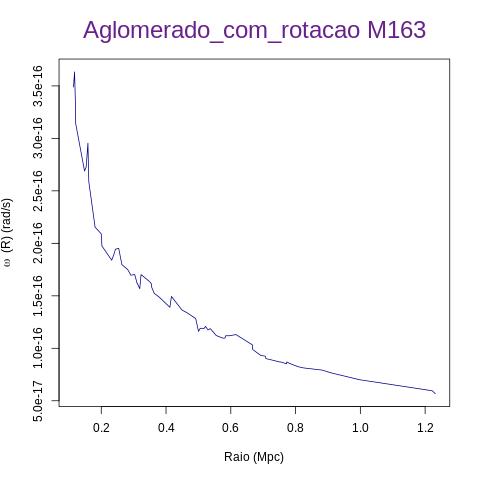 Aglomerado_com_rotacao M163
ω (R) (rad/s)
3.5e-16
3.0e-16
2.5e-16
2.0e-16
1.5e-16
1.0e-16
5.0e-17
0.2 0.4 0.6 0.8 1.0 1.2
Raio (Mpc)